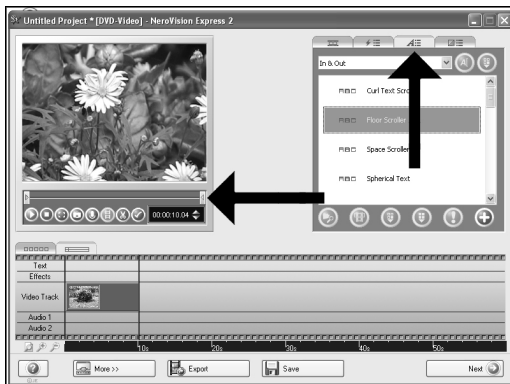 Untitled Project * [DVD-Video] - NeroVision Express 2
In & Out
Curl Text Scro
Floor Scroller
Space Scroller
Spherical Text
00:00:10.04
Text
Effects
Video Track
Audio 1
Audio 2
10s 20s 30s 40s 50s
More >> Export Save Next